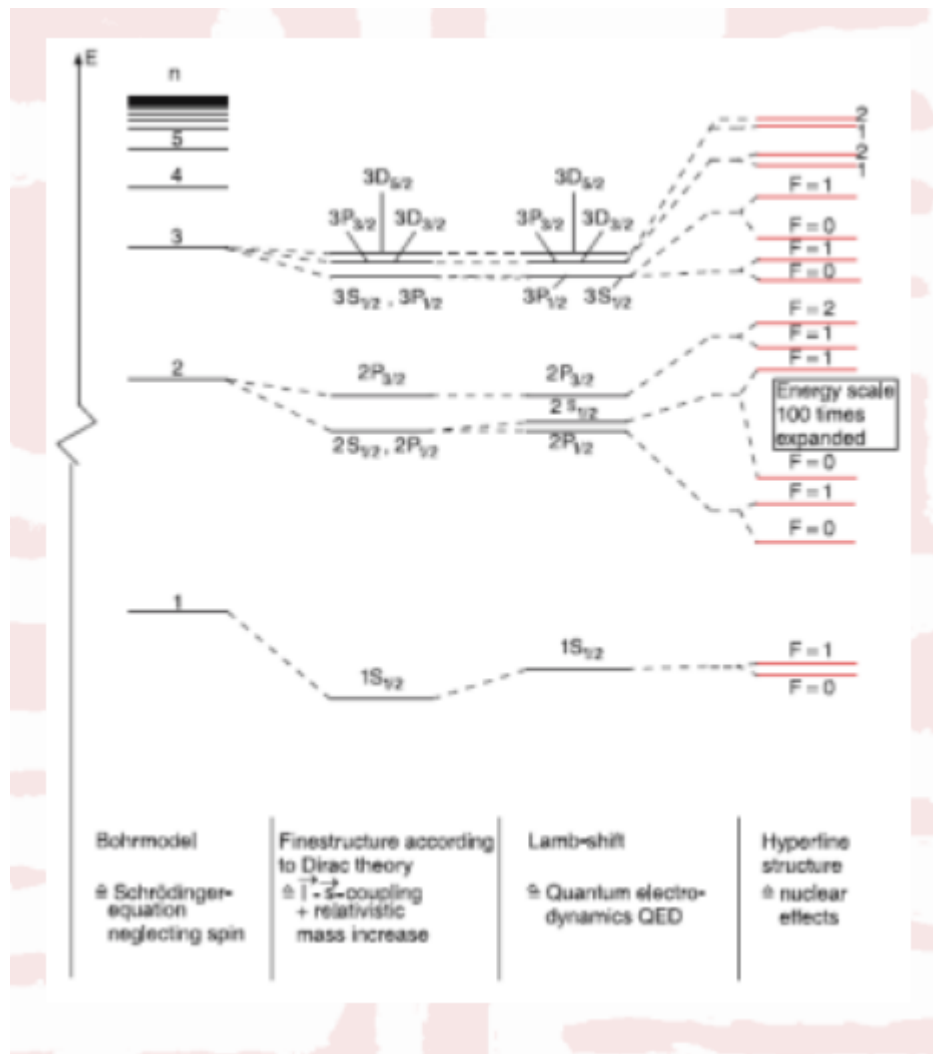 E
n
5
4
3
2
1
3D₅/₂
3P₃/₂ 3D₃/₂
3S₁/₂ , 3P₁/₂
3D₅/₂
3P₃/₂ 3D₃/₂
3P₁/₂ 3S₁/₂
2P₃/₂
2S₁/₂, 2P₁/₂
2P₃/₂
2 s₁/₂
2P₁/₂
1S₁/₂
1S₁/₂
2
1
2
1
F = 1
F = 0
F = 1
F = 0
F = 2
F = 1
F = 1
Energy scale
100 times
expanded
F = 0
F = 1
F = 0
F = 1
F = 0
Bohrmodel
≙ Schrödinger-
equation
neglecting spin
Finestructure according
to Dirac theory
≙ l⃗ - s⃗-coupling
+ relativistic
mass increase
Lamb-shift
≙ Quantum electro-
dynamics QED
Hyperfine
structure
≙ nuclear
effects